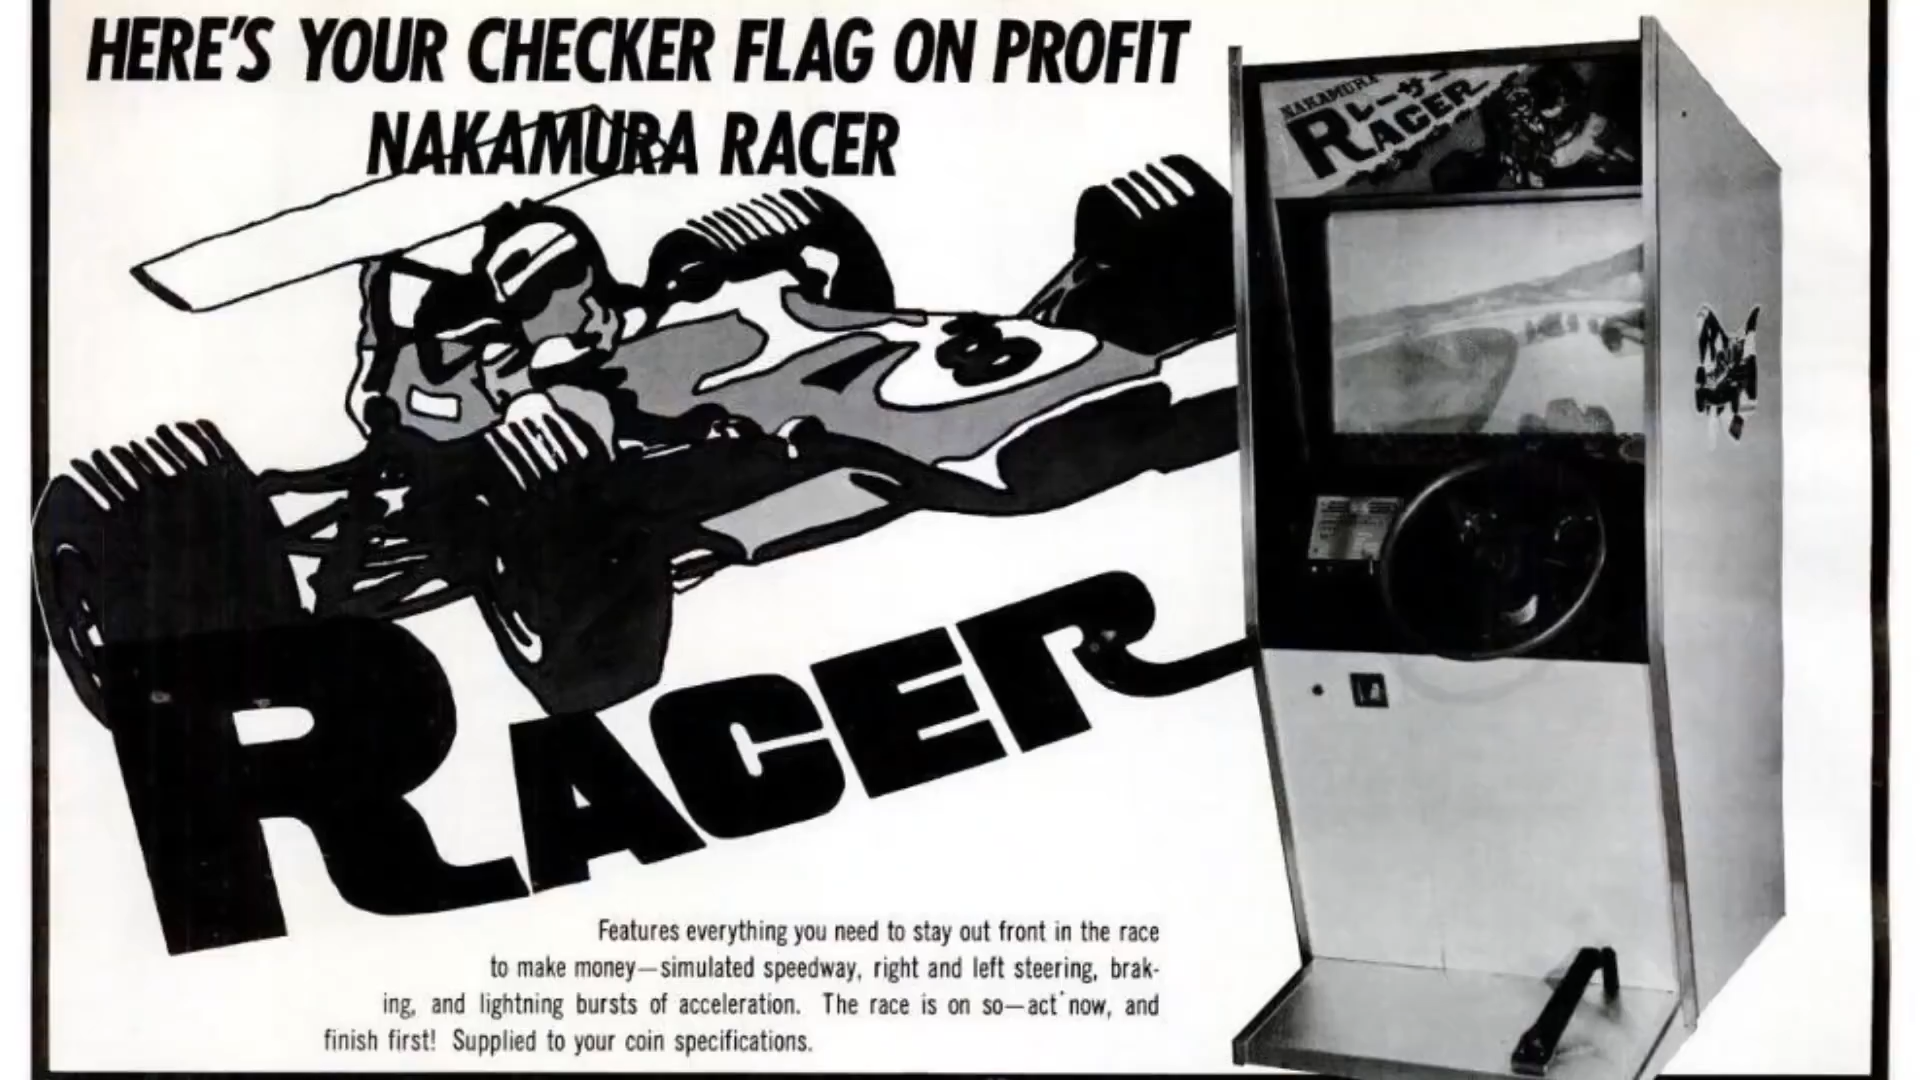 HERE'S YOUR CHECKER FLAG ON PROFIT
NAKAMURA RACER
NAKAMURA
レーサー
RACER
8
RACER
Features everything you need to stay out front in the race
to make money—simulated speedway, right and left steering, brak-
ing, and lightning bursts of acceleration. The race is on so—act now, and
finish first! Supplied to your coin specifications.